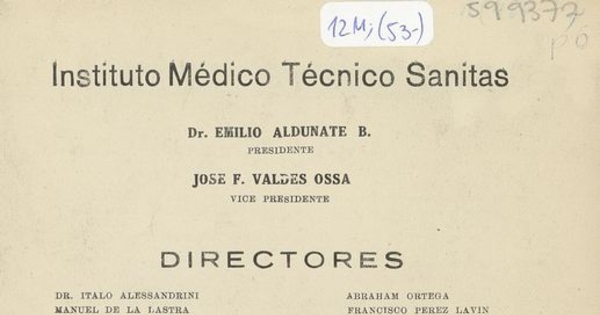 12M; (53-)
599377
Instituto Médico Técnico Sanitas
Dr. EMILIO ALDUNATE B.
PRESIDENTE
JOSE F. VALDES OSSA
VICE PRESIDENTE
DIRECTORES
DR. ITALO ALESSANDRINI
ABRAHAM ORTEGA
MANUEL DE LA LASTRA
FRANCISCO PEREZ LAVIN